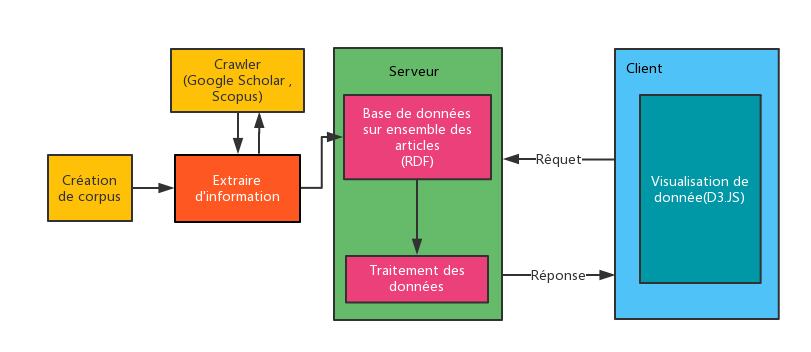 Crawler
(Google Scholar ,
Scopus)
Création
de corpus
Extraire
d'information
Serveur
Base de données
sur ensemble des
articles
(RDF)
Traitement des
données
Rêquet
Réponse
Client
Visualisation de
donnée(D3.JS)